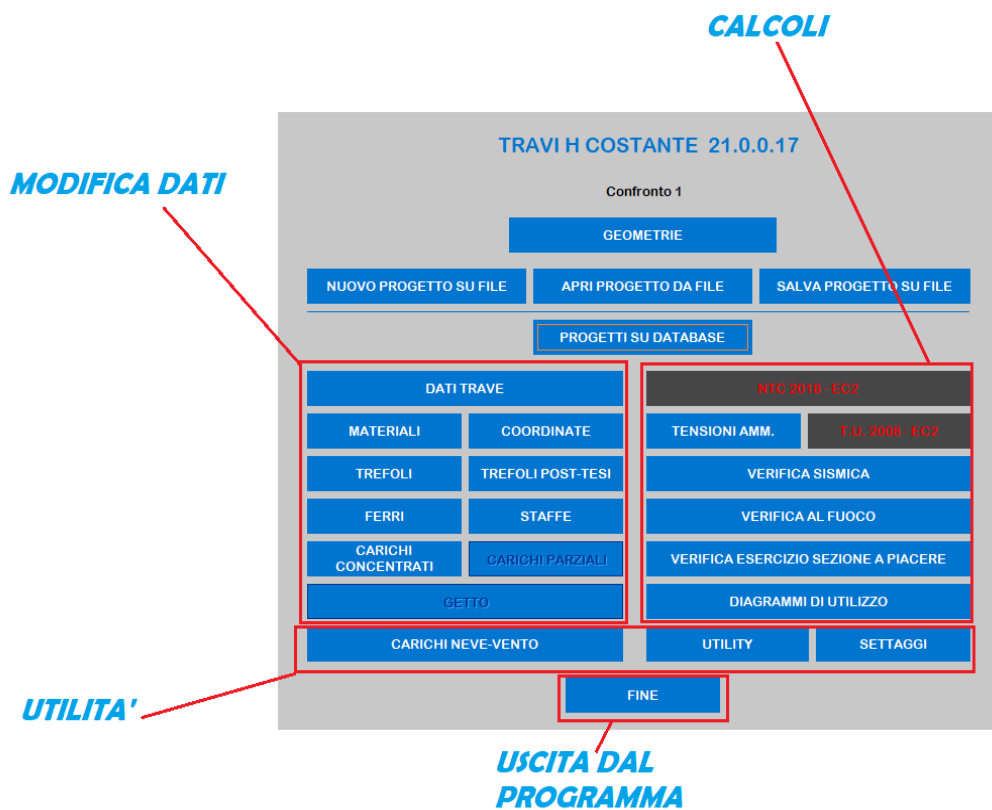 CALCOLI
TRAVI H COSTANTE 21.0.0.17
MODIFICA DATI
Confronto 1
GEOMETRIE
NUOVO PROGETTO SU FILE
APRI PROGETTO DA FILE
SALVA PROGETTO SU FILE
PROGETTI SU DATABASE
DATI TRAVE
MATERIALI
COORDINATE
TREFOLI
TREFOLI POST-TESI
FERRI
STAFFE
CARICHI
CONCENTRATI
CARICHI PARZIALI
GETTO
NTC 2018 - EC2
TENSIONI AMM.
T.U. 2008 - EC2
VERIFICA SISMICA
VERIFICA AL FUOCO
VERIFICA ESERCIZIO SEZIONE A PIACERE
DIAGRAMMI DI UTILIZZO
CARICHI NEVE-VENTO
UTILITY
SETTAGGI
FINE
UTILITA'
USCITA DAL
PROGRAMMA